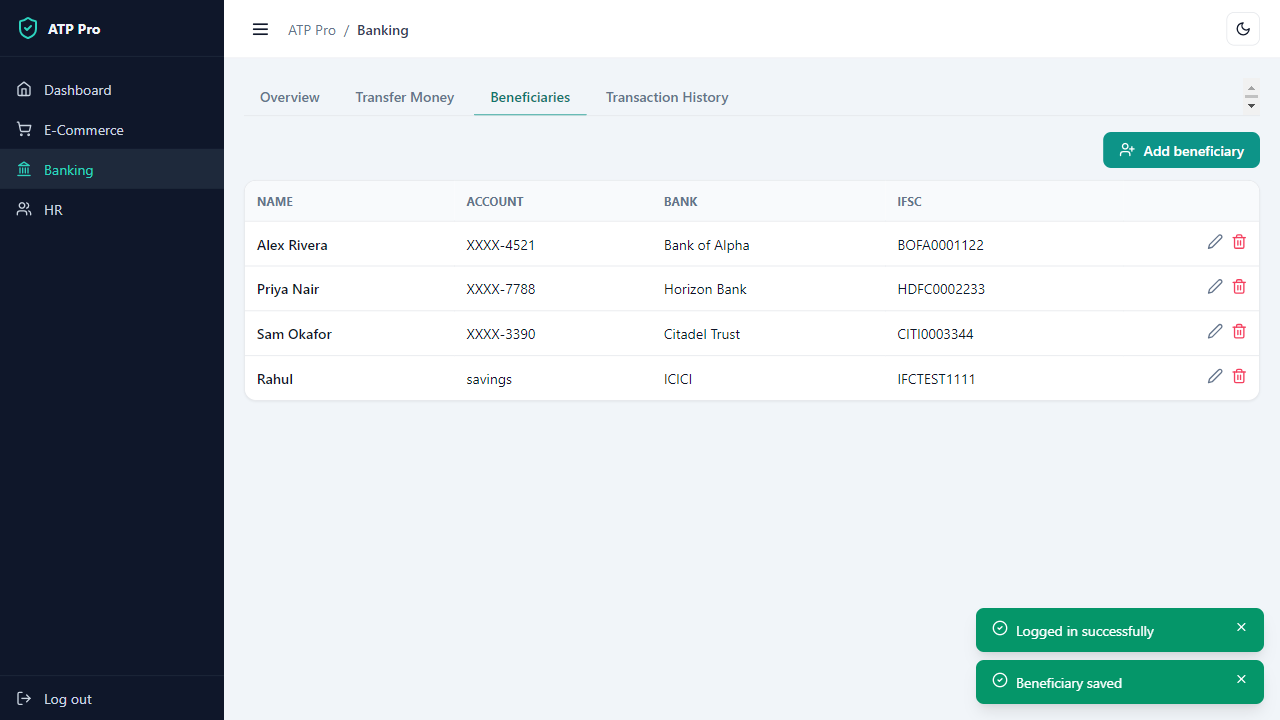 ATP Pro
ATP Pro / Banking
Dashboard
E-Commerce
Banking
HR
Log out
Overview Transfer Money Beneficiaries Transaction History
Add beneficiary
NAME ACCOUNT BANK IFSC
Alex Rivera XXXX-4521 Bank of Alpha BOFA0001122
Priya Nair XXXX-7788 Horizon Bank HDFC0002233
Sam Okafor XXXX-3390 Citadel Trust CITI0003344
Rahul savings ICICI IFCTEST1111
Logged in successfully
Beneficiary saved